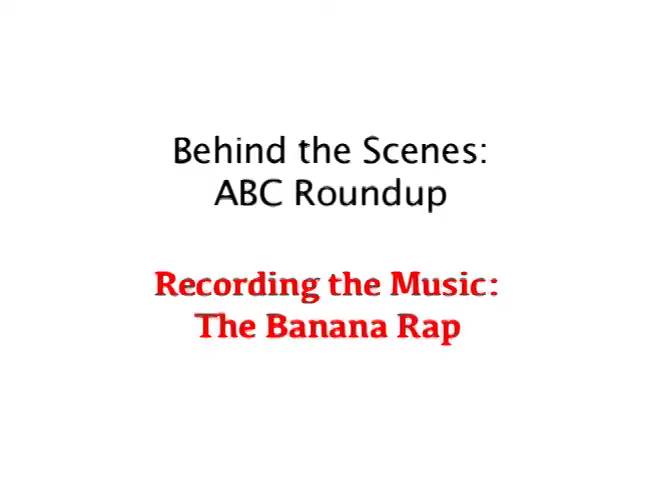 Behind the Scenes:
ABC Roundup
Recording the Music:
The Banana Rap